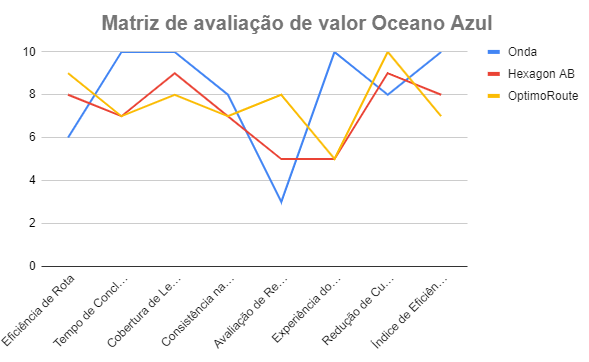 Matriz de avaliação de valor Oceano Azul
Onda
Hexagon AB
OptimoRoute
10
8
6
4
2
0
Eficiência de Rota
Tempo de Concl…
Cobertura de Le…
Consistência na…
Avaliação de Re…
Experiência do…
Redução de Cu…
Índice de Eficiên…